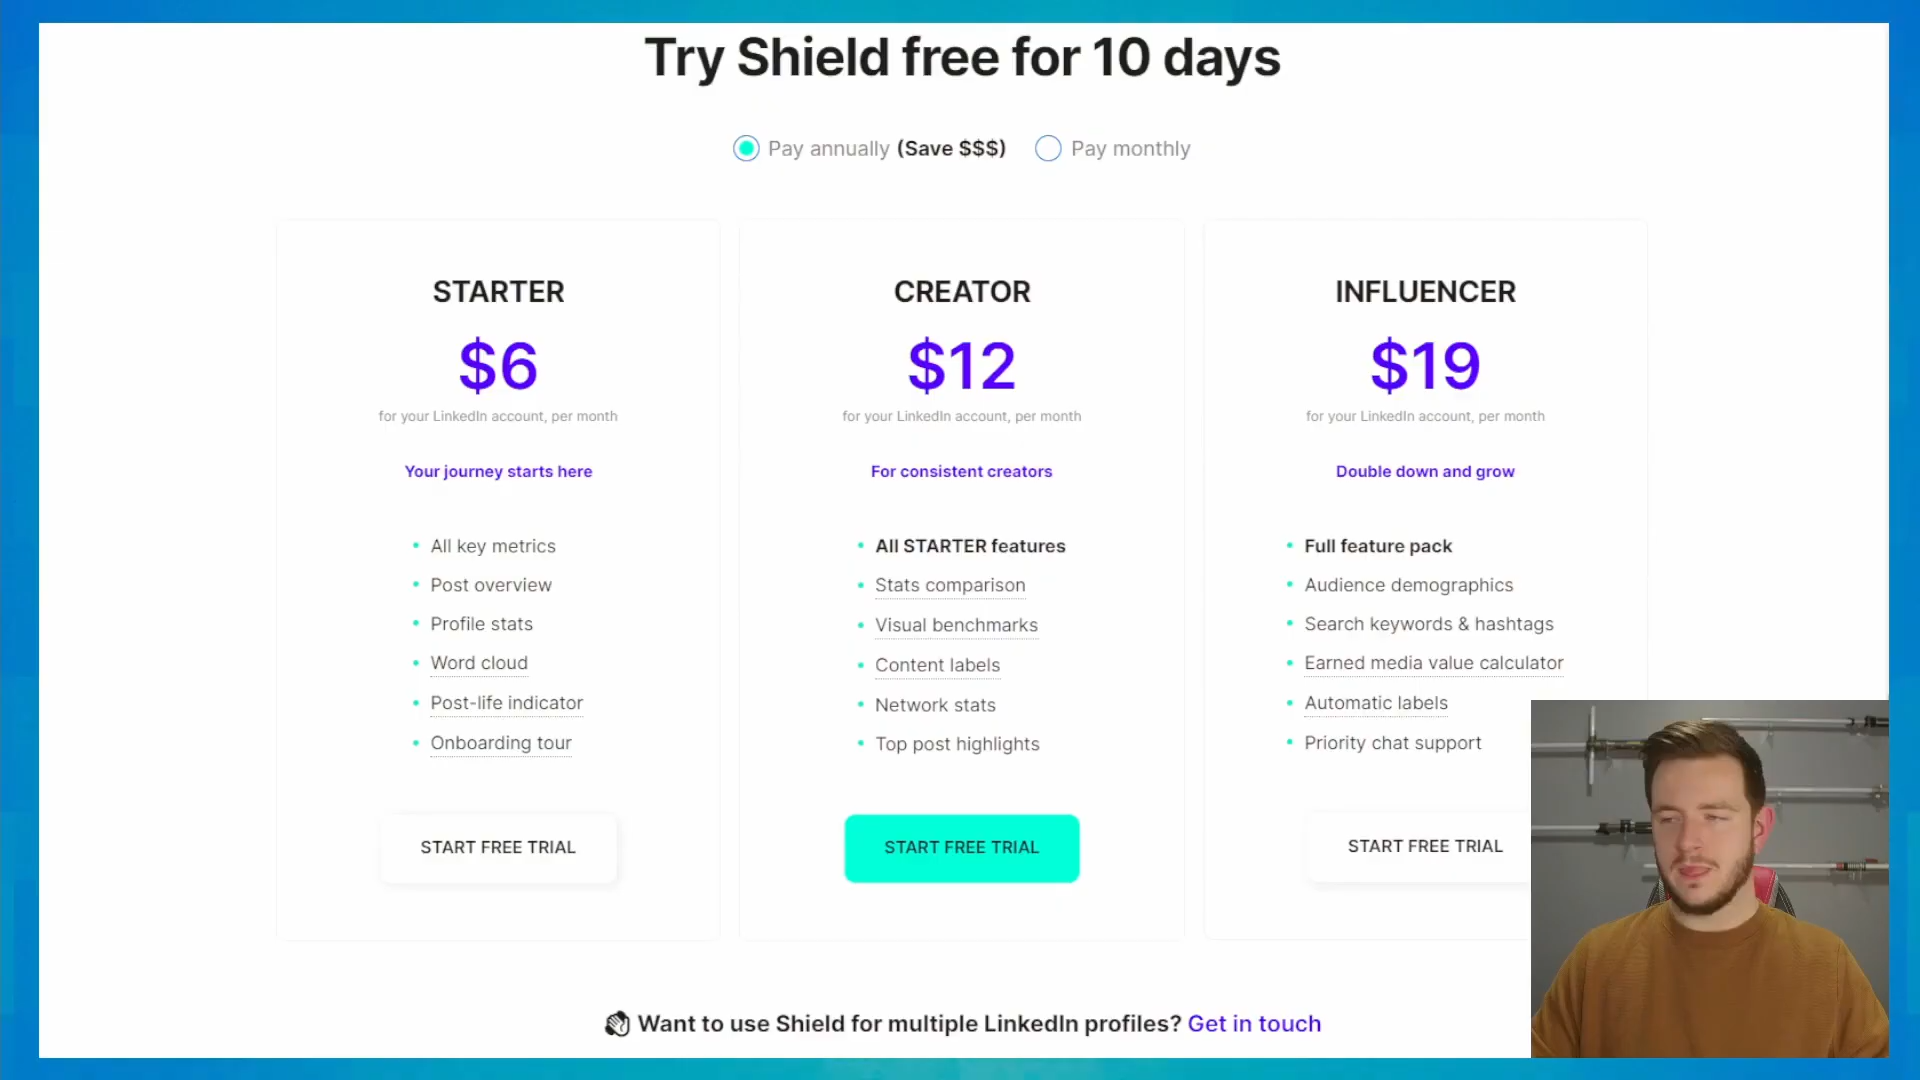 Try Shield free for 10 days
Pay annually (Save $$$) Pay monthly
STARTER
$6
for your LinkedIn account, per month
Your journey starts here
All key metrics
Post overview
Profile stats
Word cloud
Post-life indicator
Onboarding tour
START FREE TRIAL
CREATOR
$12
for your LinkedIn account, per month
For consistent creators
All STARTER features
Stats comparison
Visual benchmarks
Content labels
Network stats
Top post highlights
START FREE TRIAL
INFLUENCER
$19
for your LinkedIn account, per month
Double down and grow
Full feature pack
Audience demographics
Search keywords & hashtags
Earned media value calculator
Automatic labels
Priority chat support
START FREE TRIAL
Want to use Shield for multiple LinkedIn profiles? Get in touch